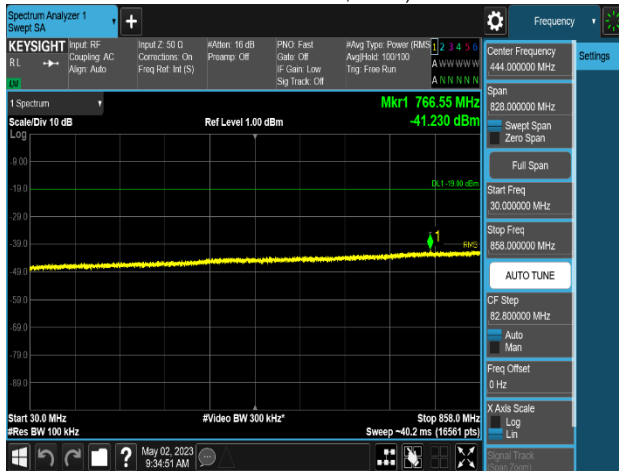 Spectrum Analyzer 1
Swept SA
Frequency
KEYSIGHT
RL
Input: RF
Coupling: AC
Align: Auto
Input Z: 50 Ω
Corrections: On
Freq Ref: Int (S)
#Atten: 16 dB
Preamp: Off
PNO: Fast
Gate: Off
IF Gain: Low
Sig Track: Off
#Avg Type: Power (RMS
Avg|Hold: 100/100
Trig: Free Run
1 2 3 4 5 6
A W W W W W
A N N N N N
1 Spectrum
Mkr1 766.55 MHz
Scale/Div 10 dB
Ref Level 1.00 dBm
-41.230 dBm
Log
-9.00
DL1 -19.00 dBm
-19.0
-29.0
-39.0
1
RMS
-49.0
-59.0
-69.0
-79.0
-89.0
Start 30.0 MHz
#Video BW 300 kHz*
Stop 858.0 MHz
#Res BW 100 kHz
Sweep ~40.2 ms (16561 pts)
May 02, 2023
9:34:51 AM
Settings
Center Frequency
444.000000 MHz
Span
828.000000 MHz
Swept Span
Zero Span
Full Span
Start Freq
30.000000 MHz
Stop Freq
858.000000 MHz
AUTO TUNE
CF Step
82.800000 MHz
Auto
Man
Freq Offset
0 Hz
X Axis Scale
Log
Lin
Signal Track
(Span Zoom)